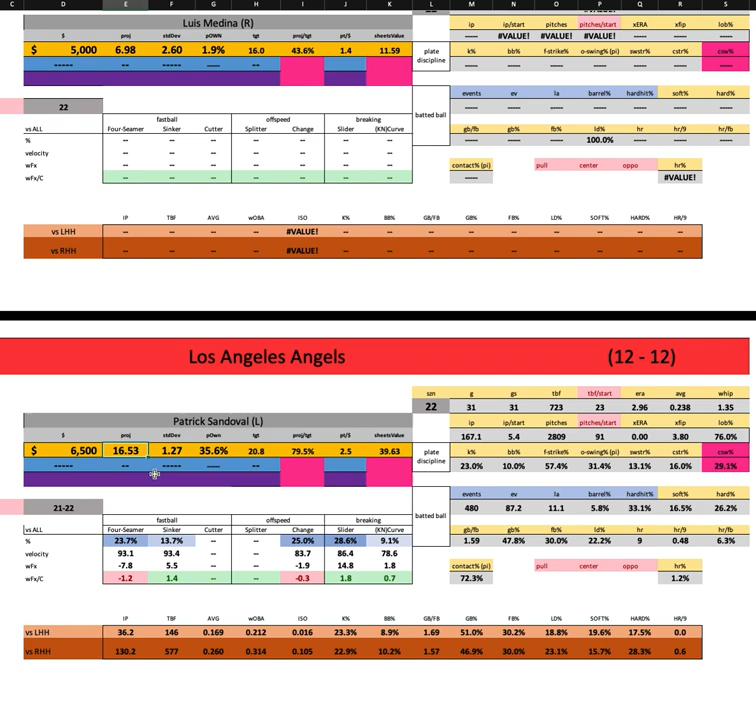 C D E F G H I J K L M N O P Q R S
Luis Medina (R) ip ip/start pitches pitches/start xERA xfip lob%
$ proj stdDev pOWN tgt proj/tgt pt/$ sheetsValue ----- #VALUE! #VALUE! #VALUE! ----- ----- -----
$ 5,000 6.98 2.60 1.9% 16.0 43.6% 1.4 11.59 plate discipline k% bb% f-strike% o-swing% (pi) swstr% cstr% csw%
----- -- ----- ---- -- ----- ----- ----- ----- ----- ----- -----
events ev la barrel% hardhit% soft% hard%
22 batted ball ----- ----- ----- ----- ----- ----- -----
fastball offspeed breaking
vs ALL Four-Seamer Sinker Cutter Splitter Change Slider (KN)Curve gb/fb gb% fb% ld% hr hr/9 hr/fb
% -- -- -- -- -- -- -- ----- ----- ----- 100.0% ----- ----- -----
velocity -- -- -- -- -- -- --
wFx -- -- -- -- -- -- -- contact% (pi) pull center oppo hr%
wFx/C -- -- -- -- -- -- -- ----- #VALUE!
IP TBF AVG wOBA ISO K% BB% GB/FB GB% FB% LD% SOFT% HARD% HR/9
vs LHH -- -- -- -- #VALUE! -- -- -- -- -- -- -- -- --
vs RHH -- -- -- -- #VALUE! -- -- -- -- -- -- -- -- --
Los Angeles Angels (12 - 12)
szn g gs tbf tbf/start era avg whip
22 31 31 723 23 2.96 0.238 1.35
Patrick Sandoval (L) ip ip/start pitches pitches/start xERA xfip lob%
$ proj stdDev pOwn tgt proj/tgt pt/$ sheetsValue 167.1 5.4 2809 91 0.00 3.80 76.0%
$ 6,500 16.53 1.27 35.6% 20.8 79.5% 2.5 39.63 plate discipline k% bb% f-strike% o-swing% (pi) swstr% cstr% csw%
----- -- ----- ---- -- 23.0% 10.0% 57.4% 31.4% 13.1% 16.0% 29.1%
events ev la barrel% hardhit% soft% hard%
21-22 batted ball 480 87.2 11.1 5.8% 33.1% 16.5% 26.2%
fastball offspeed breaking
vs ALL Four-Seamer Sinker Cutter Splitter Change Slider (KN)Curve gb/fb gb% fb% ld% hr hr/9 hr/fb
% 23.7% 13.7% -- -- 25.0% 28.6% 9.1% 1.59 47.8% 30.0% 22.2% 9 0.48 6.3%
velocity 93.1 93.4 -- -- 83.7 86.4 78.6
wFx -7.8 5.5 -- -- -1.9 14.8 1.8 contact% (pi) pull center oppo hr%
wFx/C -1.2 1.4 -- -- -0.3 1.8 0.7 72.3% 1.2%
IP TBF AVG wOBA ISO K% BB% GB/FB GB% FB% LD% SOFT% HARD% HR/9
vs LHH 36.2 146 0.169 0.212 0.016 23.3% 8.9% 1.69 51.0% 30.2% 18.8% 19.6% 17.5% 0.0
vs RHH 130.2 577 0.260 0.314 0.105 22.9% 10.2% 1.57 46.9% 30.0% 23.1% 15.7% 28.3% 0.6